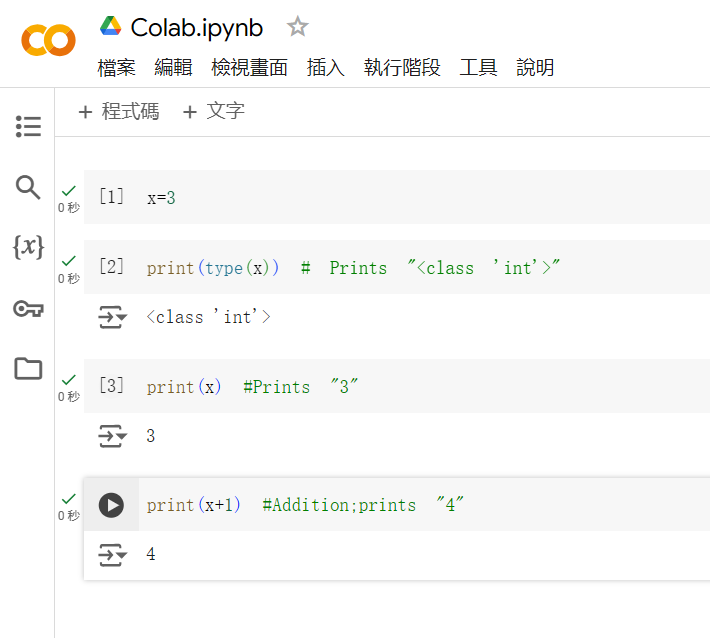 Colab.ipynb
檔案 編輯 檢視畫面 插入 執行階段 工具 說明
+ 程式碼 + 文字
[1] x=3
0 秒
{x}
[2] print(type(x)) # Prints "<class 'int'>"
0 秒
<class 'int'>
[3] print(x) #Prints "3"
0 秒
3
print(x+1) #Addition;prints "4"
0 秒
4